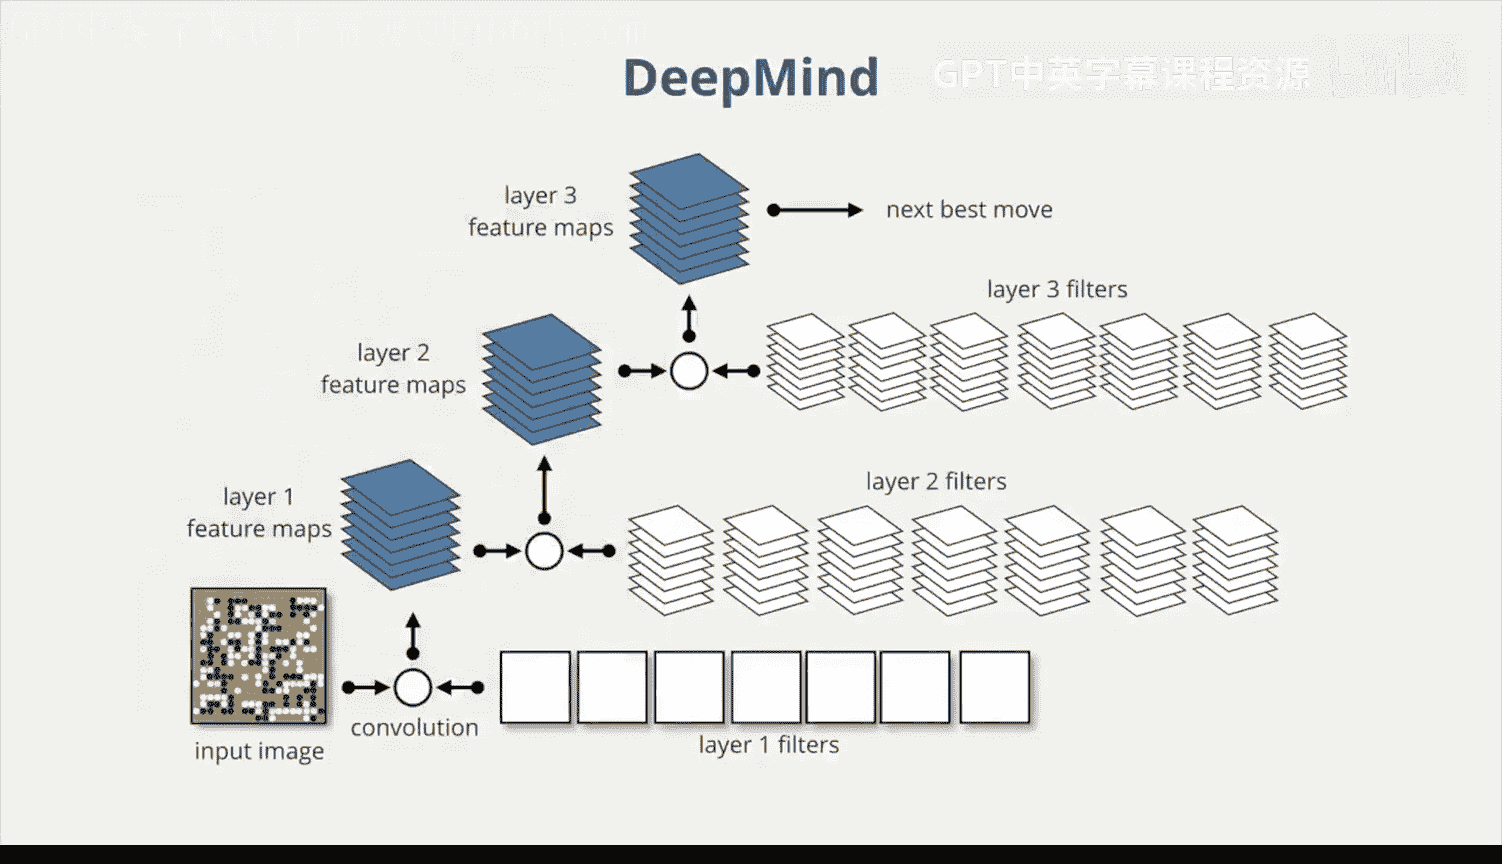 DeepMind
GPT中英字幕课程资源
layer 3
feature maps
next best move
layer 3 filters
layer 2
feature maps
layer 2 filters
layer 1
feature maps
convolution
input image
layer 1 filters